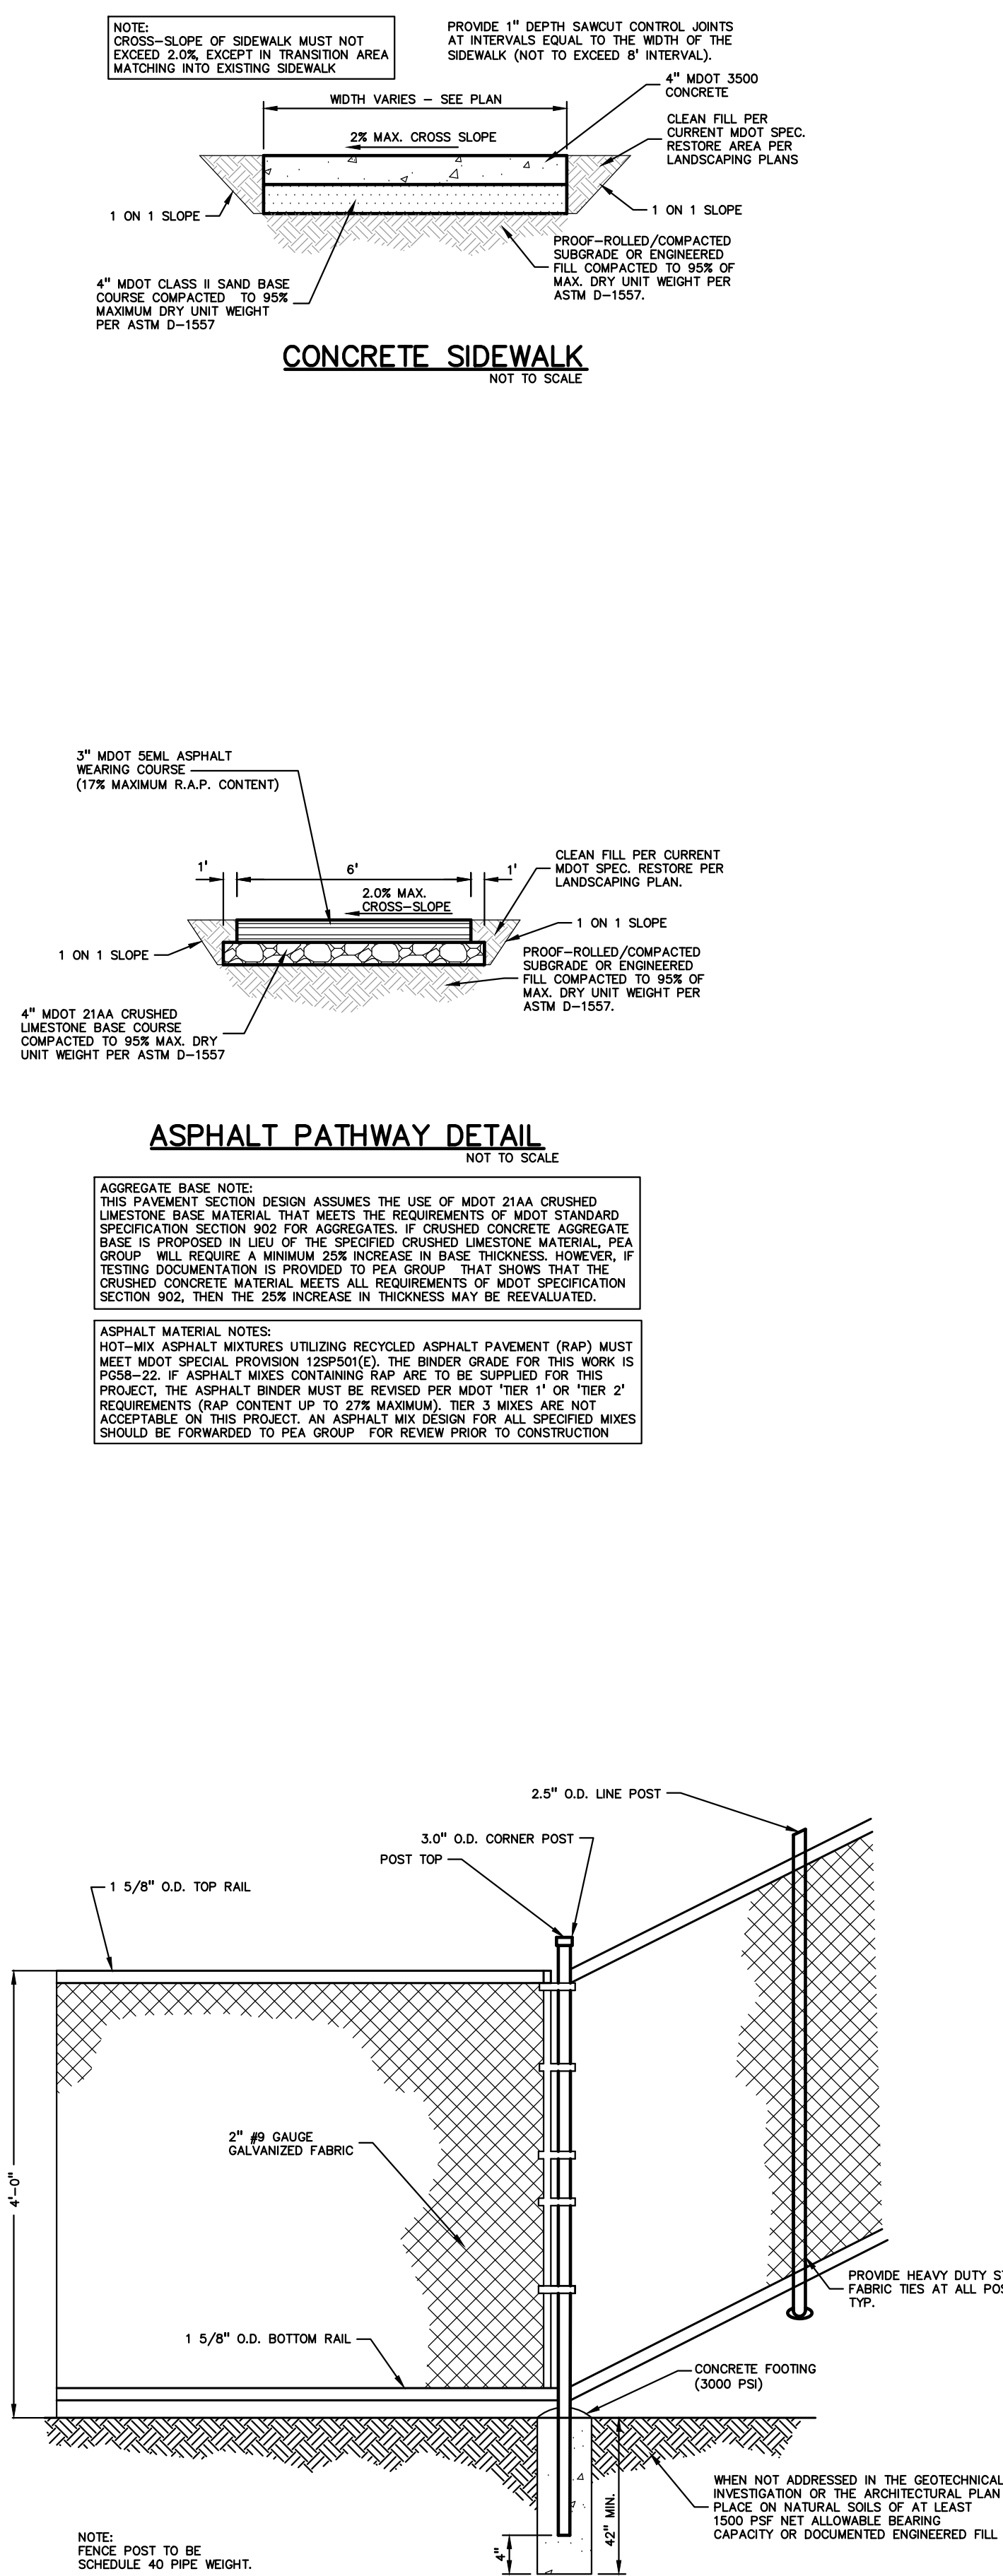 NOTE:
CROSS-SLOPE OF SIDEWALK MUST NOT
EXCEED 2.0%, EXCEPT IN TRANSITION AREA
MATCHING INTO EXISTING SIDEWALK
PROVIDE 1" DEPTH SAWCUT CONTROL JOINTS
AT INTERVALS EQUAL TO THE WIDTH OF THE
SIDEWALK (NOT TO EXCEED 8' INTERVAL).
4" MDOT 3500
CONCRETE
WIDTH VARIES - SEE PLAN
CLEAN FILL PER
CURRENT MDOT SPEC.
RESTORE AREA PER
LANDSCAPING PLANS
2% MAX. CROSS SLOPE
1 ON 1 SLOPE
1 ON 1 SLOPE
PROOF-ROLLED/COMPACTED
SUBGRADE OR ENGINEERED
FILL COMPACTED TO 95% OF
MAX. DRY UNIT WEIGHT PER
ASTM D-1557.
4" MDOT CLASS II SAND BASE
COURSE COMPACTED TO 95%
MAXIMUM DRY UNIT WEIGHT
PER ASTM D-1557
CONCRETE SIDEWALK
NOT TO SCALE
3" MDOT 5EML ASPHALT
WEARING COURSE
(17% MAXIMUM R.A.P. CONTENT)
1'
6'
1'
CLEAN FILL PER CURRENT
MDOT SPEC. RESTORE PER
LANDSCAPING PLAN.
2.0% MAX.
CROSS-SLOPE
1 ON 1 SLOPE
1 ON 1 SLOPE
PROOF-ROLLED/COMPACTED
SUBGRADE OR ENGINEERED
FILL COMPACTED TO 95% OF
MAX. DRY UNIT WEIGHT PER
ASTM D-1557.
4" MDOT 21AA CRUSHED
LIMESTONE BASE COURSE
COMPACTED TO 95% MAX. DRY
UNIT WEIGHT PER ASTM D-1557
ASPHALT PATHWAY DETAIL
NOT TO SCALE
AGGREGATE BASE NOTE:
THIS PAVEMENT SECTION DESIGN ASSUMES THE USE OF MDOT 21AA CRUSHED
LIMESTONE BASE MATERIAL THAT MEETS THE REQUIREMENTS OF MDOT STANDARD
SPECIFICATION SECTION 902 FOR AGGREGATES. IF CRUSHED CONCRETE AGGREGATE
BASE IS PROPOSED IN LIEU OF THE SPECIFIED CRUSHED LIMESTONE MATERIAL, PEA
GROUP WILL REQUIRE A MINIMUM 25% INCREASE IN BASE THICKNESS. HOWEVER, IF
TESTING DOCUMENTATION IS PROVIDED TO PEA GROUP THAT SHOWS THAT THE
CRUSHED CONCRETE MATERIAL MEETS ALL REQUIREMENTS OF MDOT SPECIFICATION
SECTION 902, THEN THE 25% INCREASE IN THICKNESS MAY BE REEVALUATED.
ASPHALT MATERIAL NOTES:
HOT-MIX ASPHALT MIXTURES UTILIZING RECYCLED ASPHALT PAVEMENT (RAP) MUST
MEET MDOT SPECIAL PROVISION 12SP501(E). THE BINDER GRADE FOR THIS WORK IS
PG58-22. IF ASPHALT MIXES CONTAINING RAP ARE TO BE SUPPLIED FOR THIS
PROJECT, THE ASPHALT BINDER MUST BE REVISED PER MDOT 'TIER 1' OR 'TIER 2'
REQUIREMENTS (RAP CONTENT UP TO 27% MAXIMUM). TIER 3 MIXES ARE NOT
ACCEPTABLE ON THIS PROJECT. AN ASPHALT MIX DESIGN FOR ALL SPECIFIED MIXES
SHOULD BE FORWARDED TO PEA GROUP FOR REVIEW PRIOR TO CONSTRUCTION
2.5" O.D. LINE POST
3.0" O.D. CORNER POST
POST TOP
1 5/8" O.D. TOP RAIL
2" #9 GAUGE
GALVANIZED FABRIC
4'-0"
PROVIDE HEAVY DUTY
FABRIC TIES AT ALL
TYP.
1 5/8" O.D. BOTTOM RAIL
CONCRETE FOOTING
(3000 PSI)
WHEN NOT ADDRESSED IN THE GEOTECHNICAL
INVESTIGATION OR THE ARCHITECTURAL PLAN
PLACE ON NATURAL SOILS OF AT LEAST
1500 PSF NET ALLOWABLE BEARING
CAPACITY OR DOCUMENTED ENGINEERED FILL
42" MIN.
4"
NOTE:
FENCE POST TO BE
SCHEDULE 40 PIPE WEIGHT.